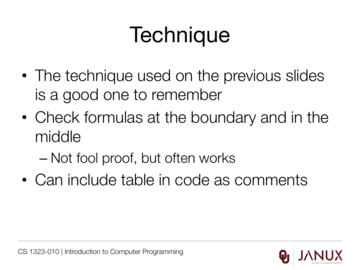 Technique
• The technique used on the previous slides
is a good one to remember
• Check formulas at the boundary and in the
middle
– Not fool proof, but often works
• Can include table in code as comments
CS 1323-010 | Introduction to Computer Programming
JANUX